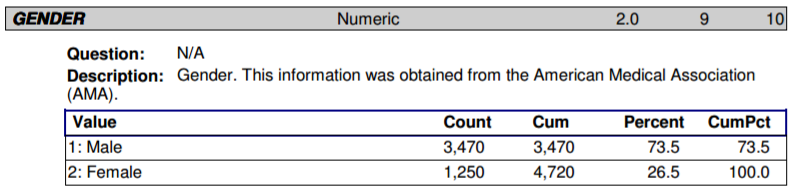 GENDER Numeric 2.0 9 10
Question: N/A
Description: Gender. This information was obtained from the American Medical Association
(AMA).
Value Count Cum Percent CumPct
1: Male 3,470 3,470 73.5 73.5
2: Female 1,250 4,720 26.5 100.0